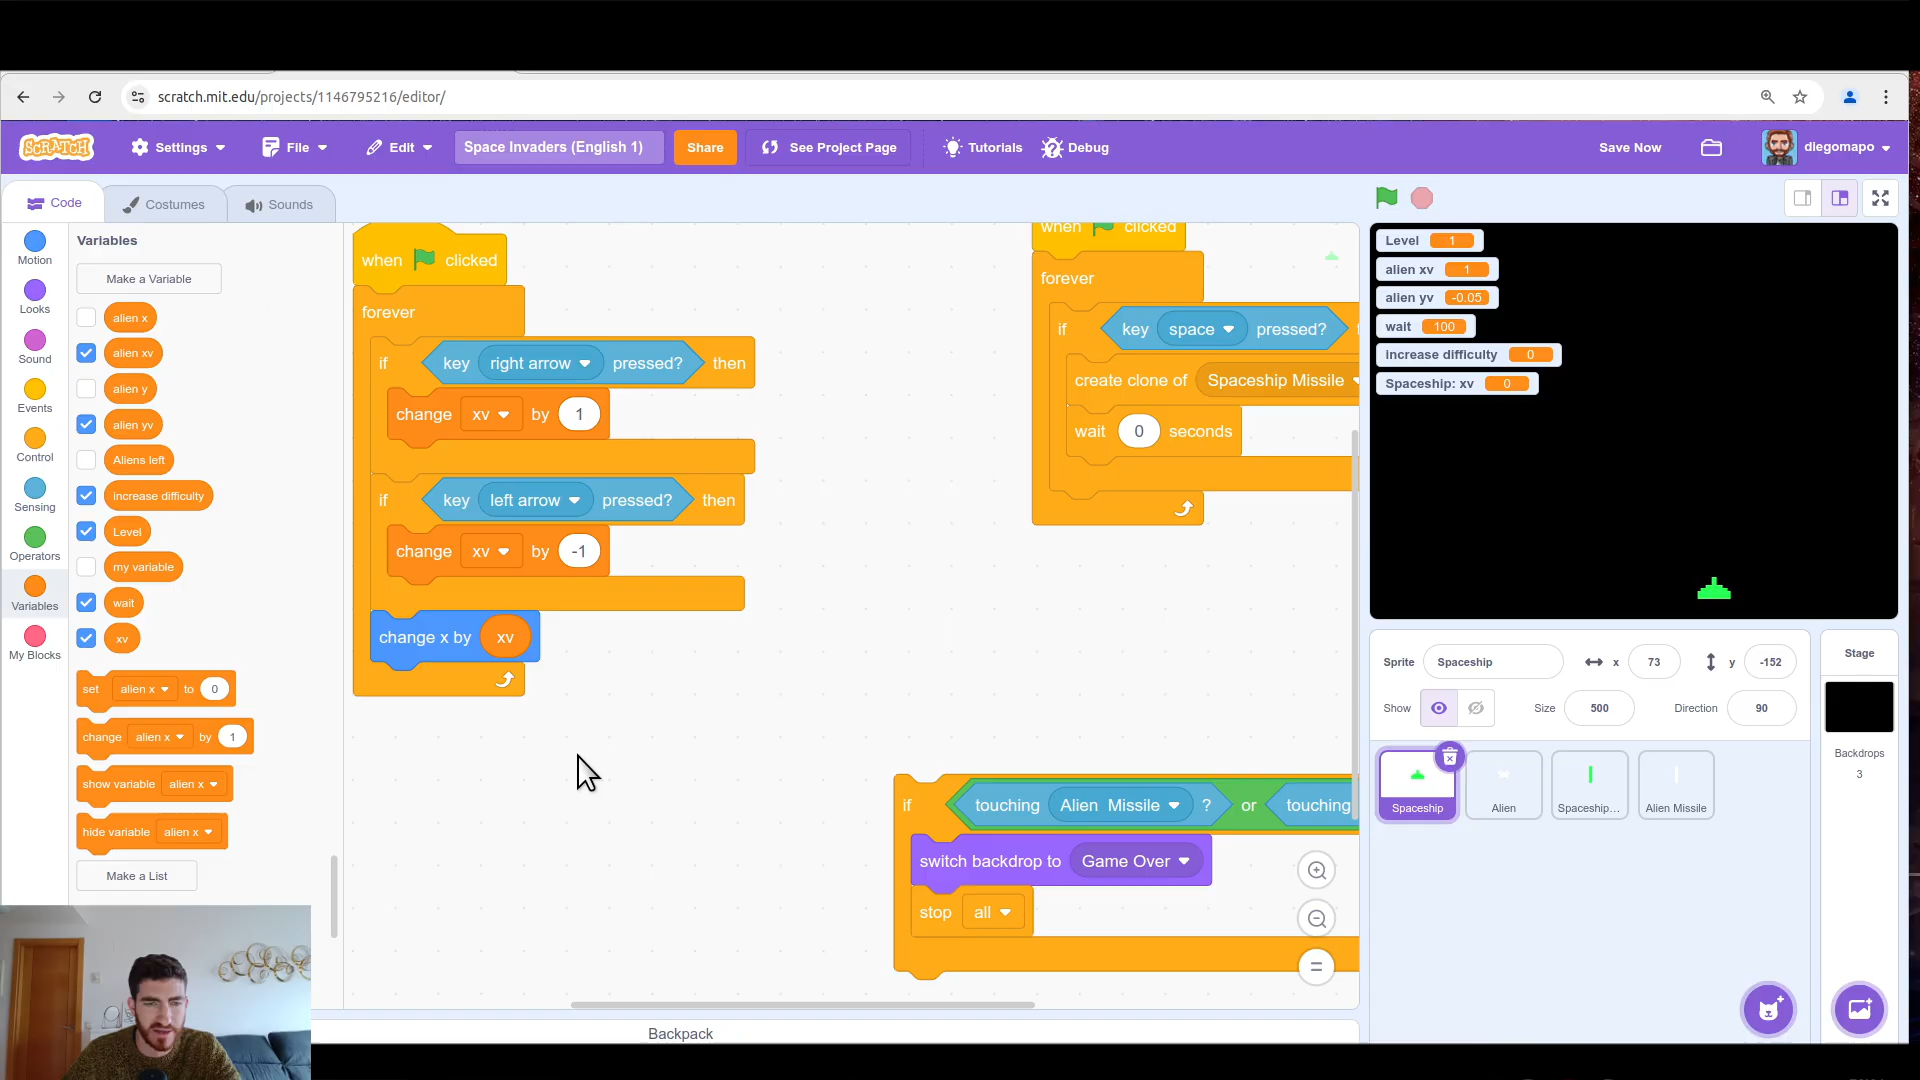 scratch.mit.edu/projects/1146795216/editor/
SCRATCH
Settings
File
Edit
Space Invaders (English 1)
Share
See Project Page
Tutorials
Debug
Save Now
diegomapo
Code
Costumes
Sounds
Motion
Looks
Sound
Events
Control
Sensing
Operators
Variables
My Blocks
Variables
Make a Variable
alien x
alien xv
alien y
alien yv
Aliens left
increase difficulty
Level
my variable
wait
xv
set alien x to 0
change alien x by 1
show variable alien x
hide variable alien x
Make a List
when clicked
forever
if key right arrow pressed? then
change xv by 1
if key left arrow pressed? then
change xv by -1
change x by xv
when clicked
forever
if key space pressed?
create clone of Spaceship Missile
wait 0 seconds
if touching Alien Missile ? or touching
switch backdrop to Game Over
stop all
Backpack
Level 1
alien xv 1
alien yv -0.05
wait 100
increase difficulty 0
Spaceship: xv 0
Sprite Spaceship x 73 y -152
Show Size 500 Direction 90
Spaceship
Alien
Spaceship...
Alien Missile
Stage
Backdrops
3